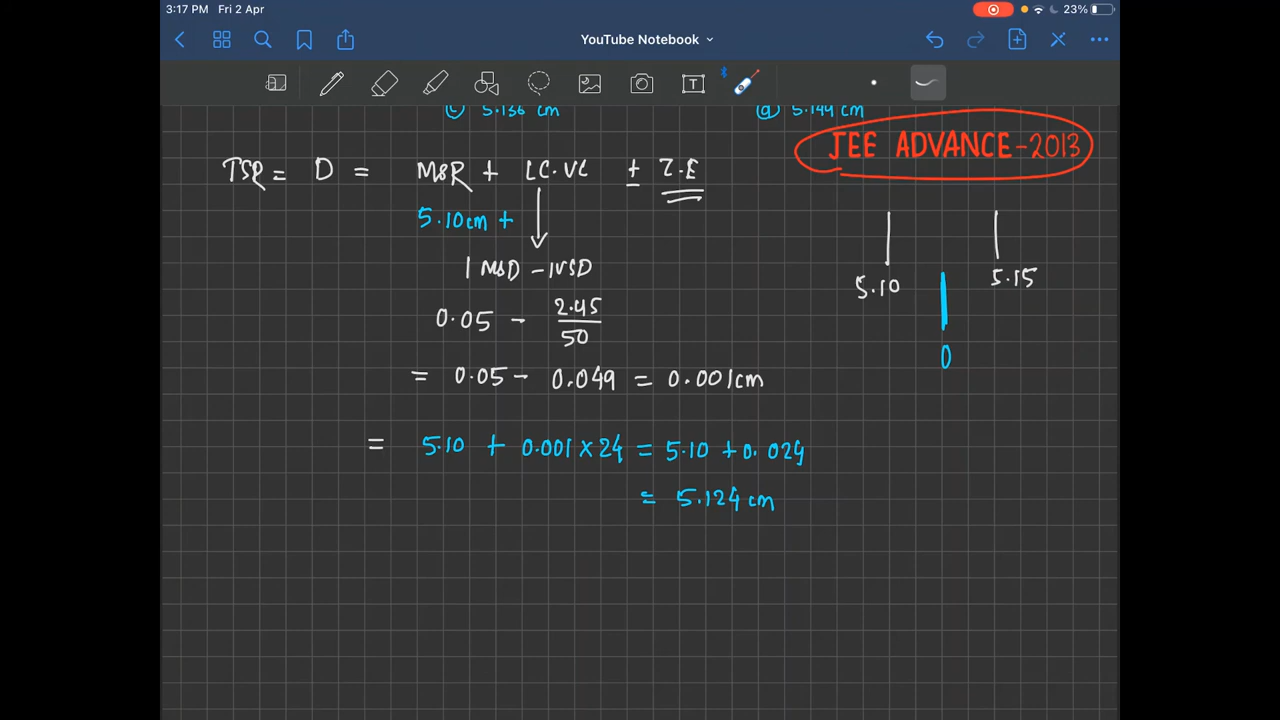 3:17 PM Fri 2 Apr
23%
YouTube Notebook
(c) 5.136 cm (d) 5.144 cm
JEE ADVANCE-2013
TSR = D = MSR + LC.VC ± Z.E
5.10cm +
1 MSD - 1VSD
5.10 5.15
0.05 - 2.45/50
0
= 0.05 - 0.049 = 0.001cm
= 5.10 + 0.001 × 24 = 5.10 + 0.024
= 5.124 cm